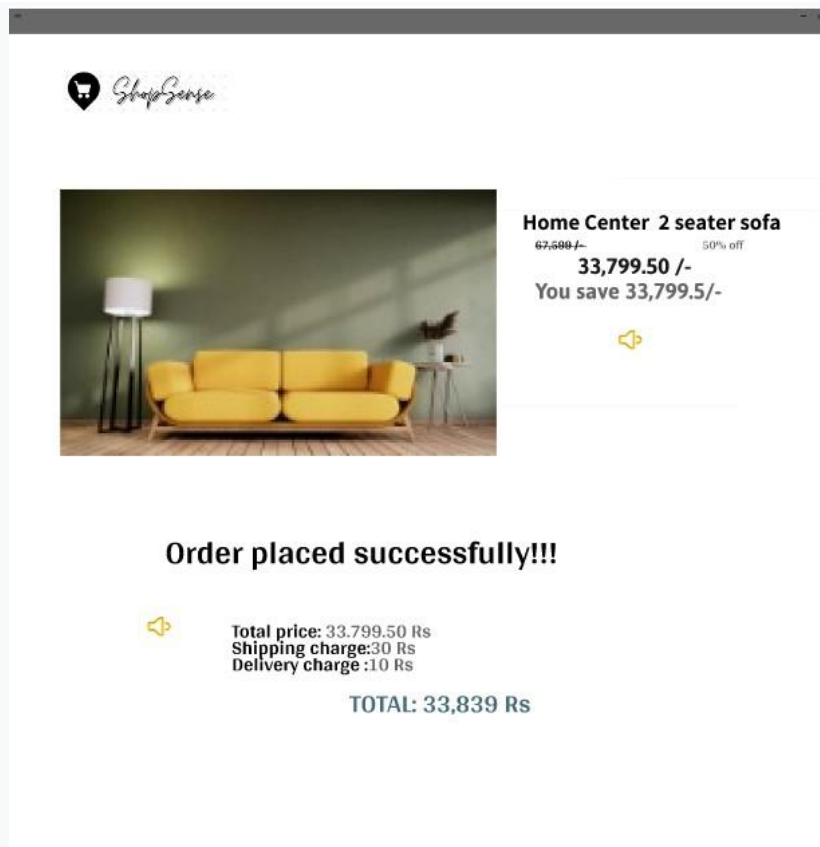 ShopSense
Home Center 2 seater sofa
67,599 /- 50% off
33,799.50 /-
You save 33,799.5/-
Order placed successfully!!!
Total price: 33.799.50 Rs
Shipping charge:30 Rs
Delivery charge :10 Rs
TOTAL: 33,839 Rs